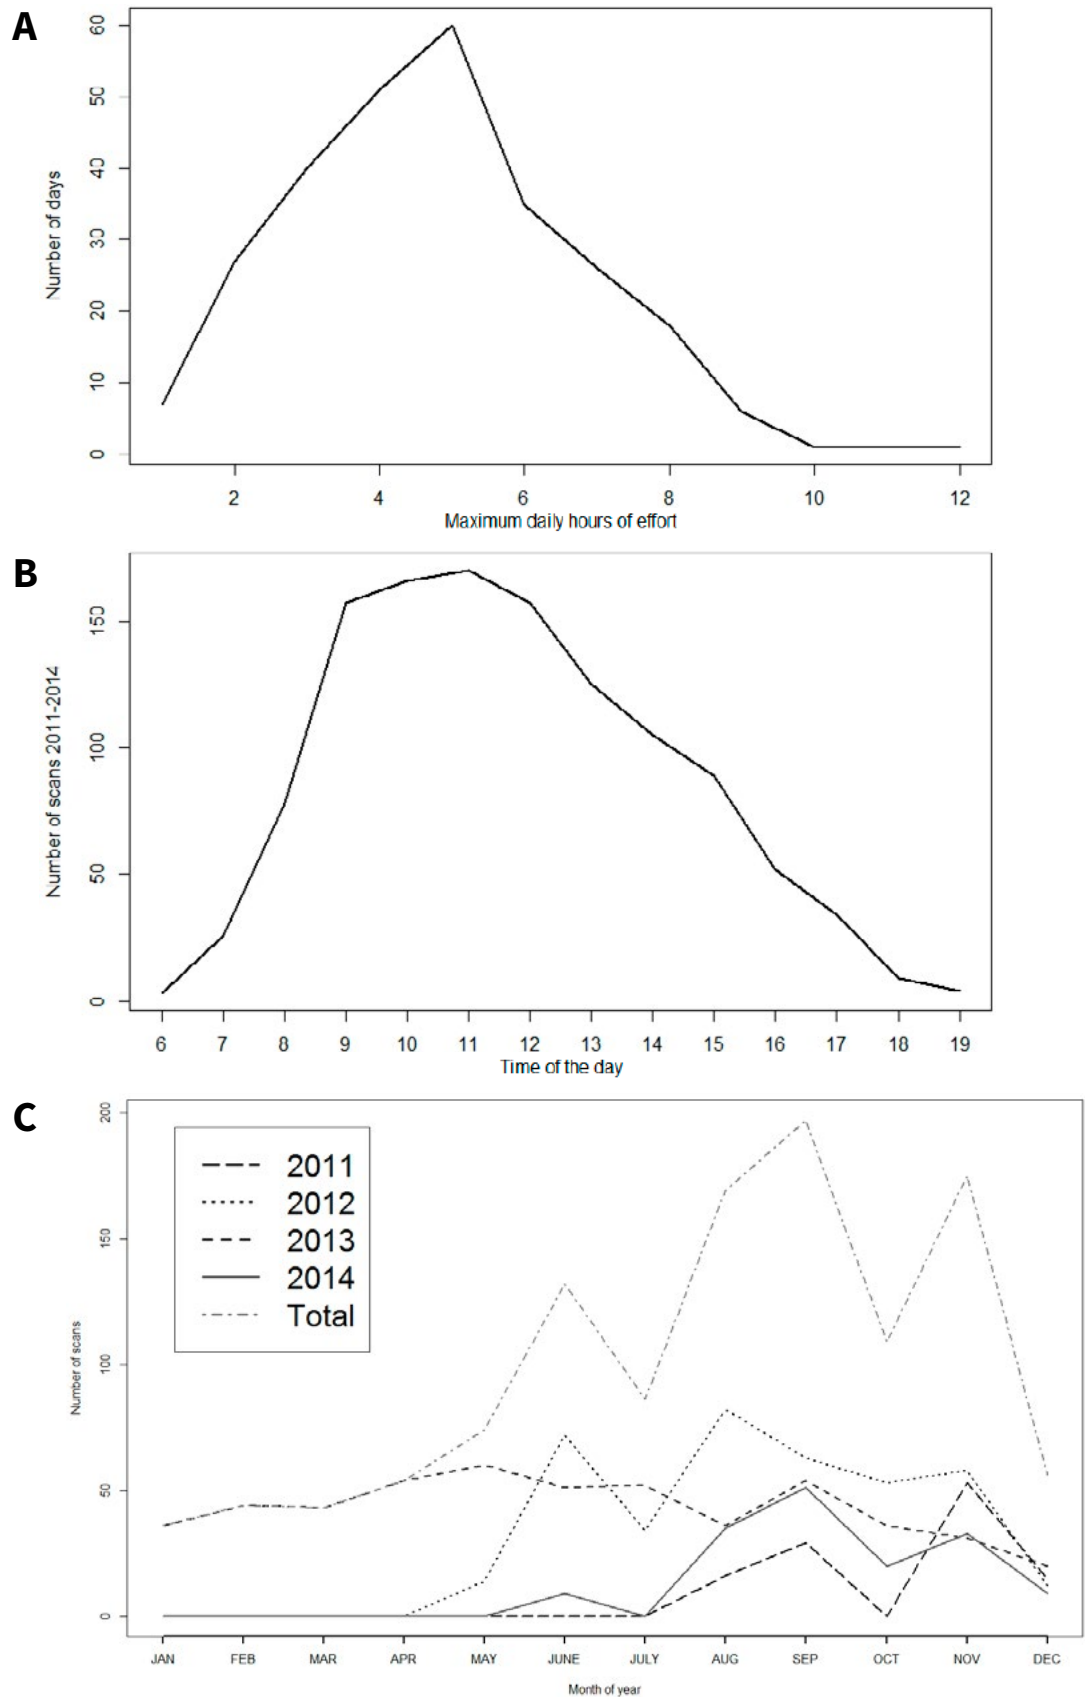 A
60
50
40
30
20
10
0
Number of days
2 4 6 8 10 12
Maximum daily hours of effort
B
150
100
50
0
Number of scans 2011-2014
6 7 8 9 10 11 12 13 14 15 16 17 18 19
Time of the day
C
200
150
100
50
0
Number of scans
2011
2012
2013
2014
Total
JAN FEB MAR APR MAY JUNE JULY AUG SEP OCT NOV DEC
Month of year